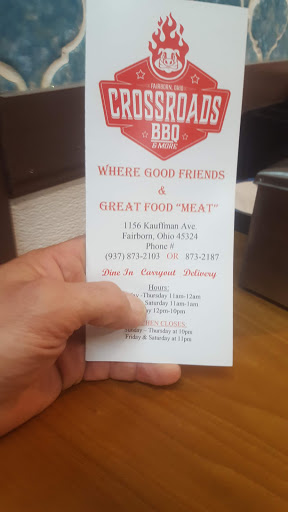 FAIRBORN, OHIO
CROSSROADS
BBQ
& MORE
WHERE GOOD FRIENDS
&
GREAT FOOD “MEAT”
1156 Kauffman Ave.
Fairborn, Ohio 45324
Phone #
(937) 873-2103 OR 873-2187
Dine In Carryout Delivery
Hours:
-Thursday 11am-12am
Saturday 11am-1am
12pm-10pm
CLOSES:
- Thursday at 10pm
Friday & Saturday at 11pm